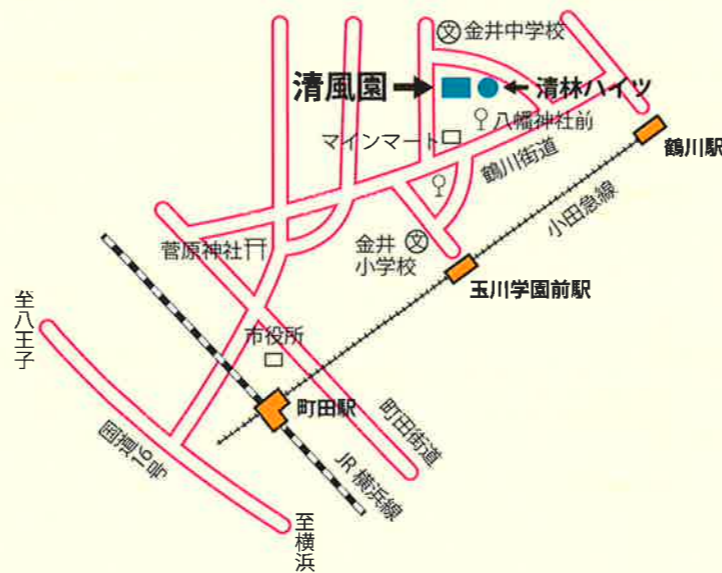 金井中学校
清風園
清林ハイツ
八幡神社前
マインマート
鶴川街道
鶴川駅
小田急線
菅原神社
金井
小学校
玉川学園前駅
至八王子
市役所
町田駅
町田街道
国道16号
JR横浜線
至横浜